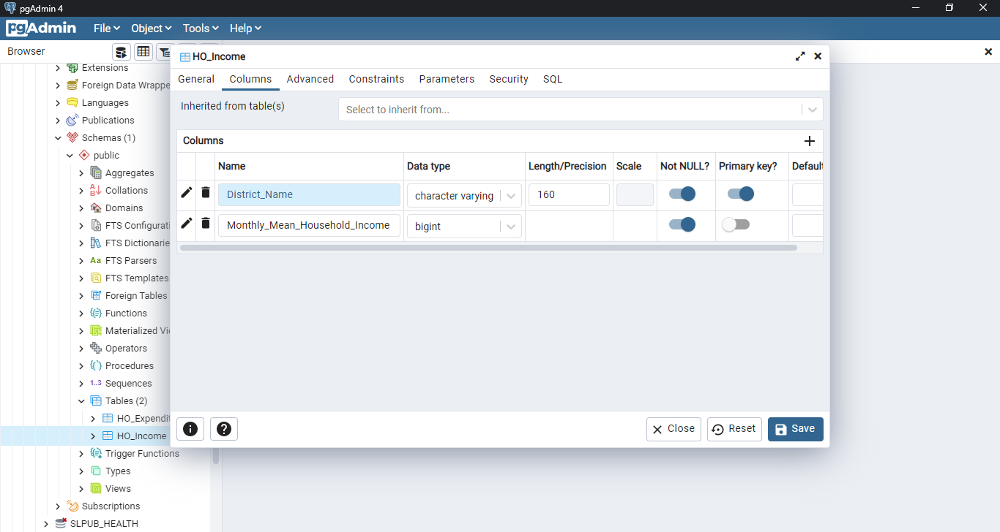 pgAdmin 4
pgAdmin File Object Tools Help
Browser
Extensions
Foreign Data Wrappe
Languages
Publications
Schemas (1)
public
Aggregates
Collations
Domains
FTS Configurati
FTS Dictionarie
Aa FTS Parsers
FTS Templates
Foreign Tables
Functions
Materialized Vi
Operators
Procedures
1..3 Sequences
Tables (2)
HO_Expendit
HO_Income
Trigger Functions
Types
Views
Subscriptions
SLPUB_HEALTH
HO_Income
General Columns Advanced Constraints Parameters Security SQL
Inherited from table(s) Select to inherit from...
Columns
Name Data type Length/Precision Scale Not NULL? Primary key? Default
District_Name character varying 160
Monthly_Mean_Household_Income bigint
Close Reset Save